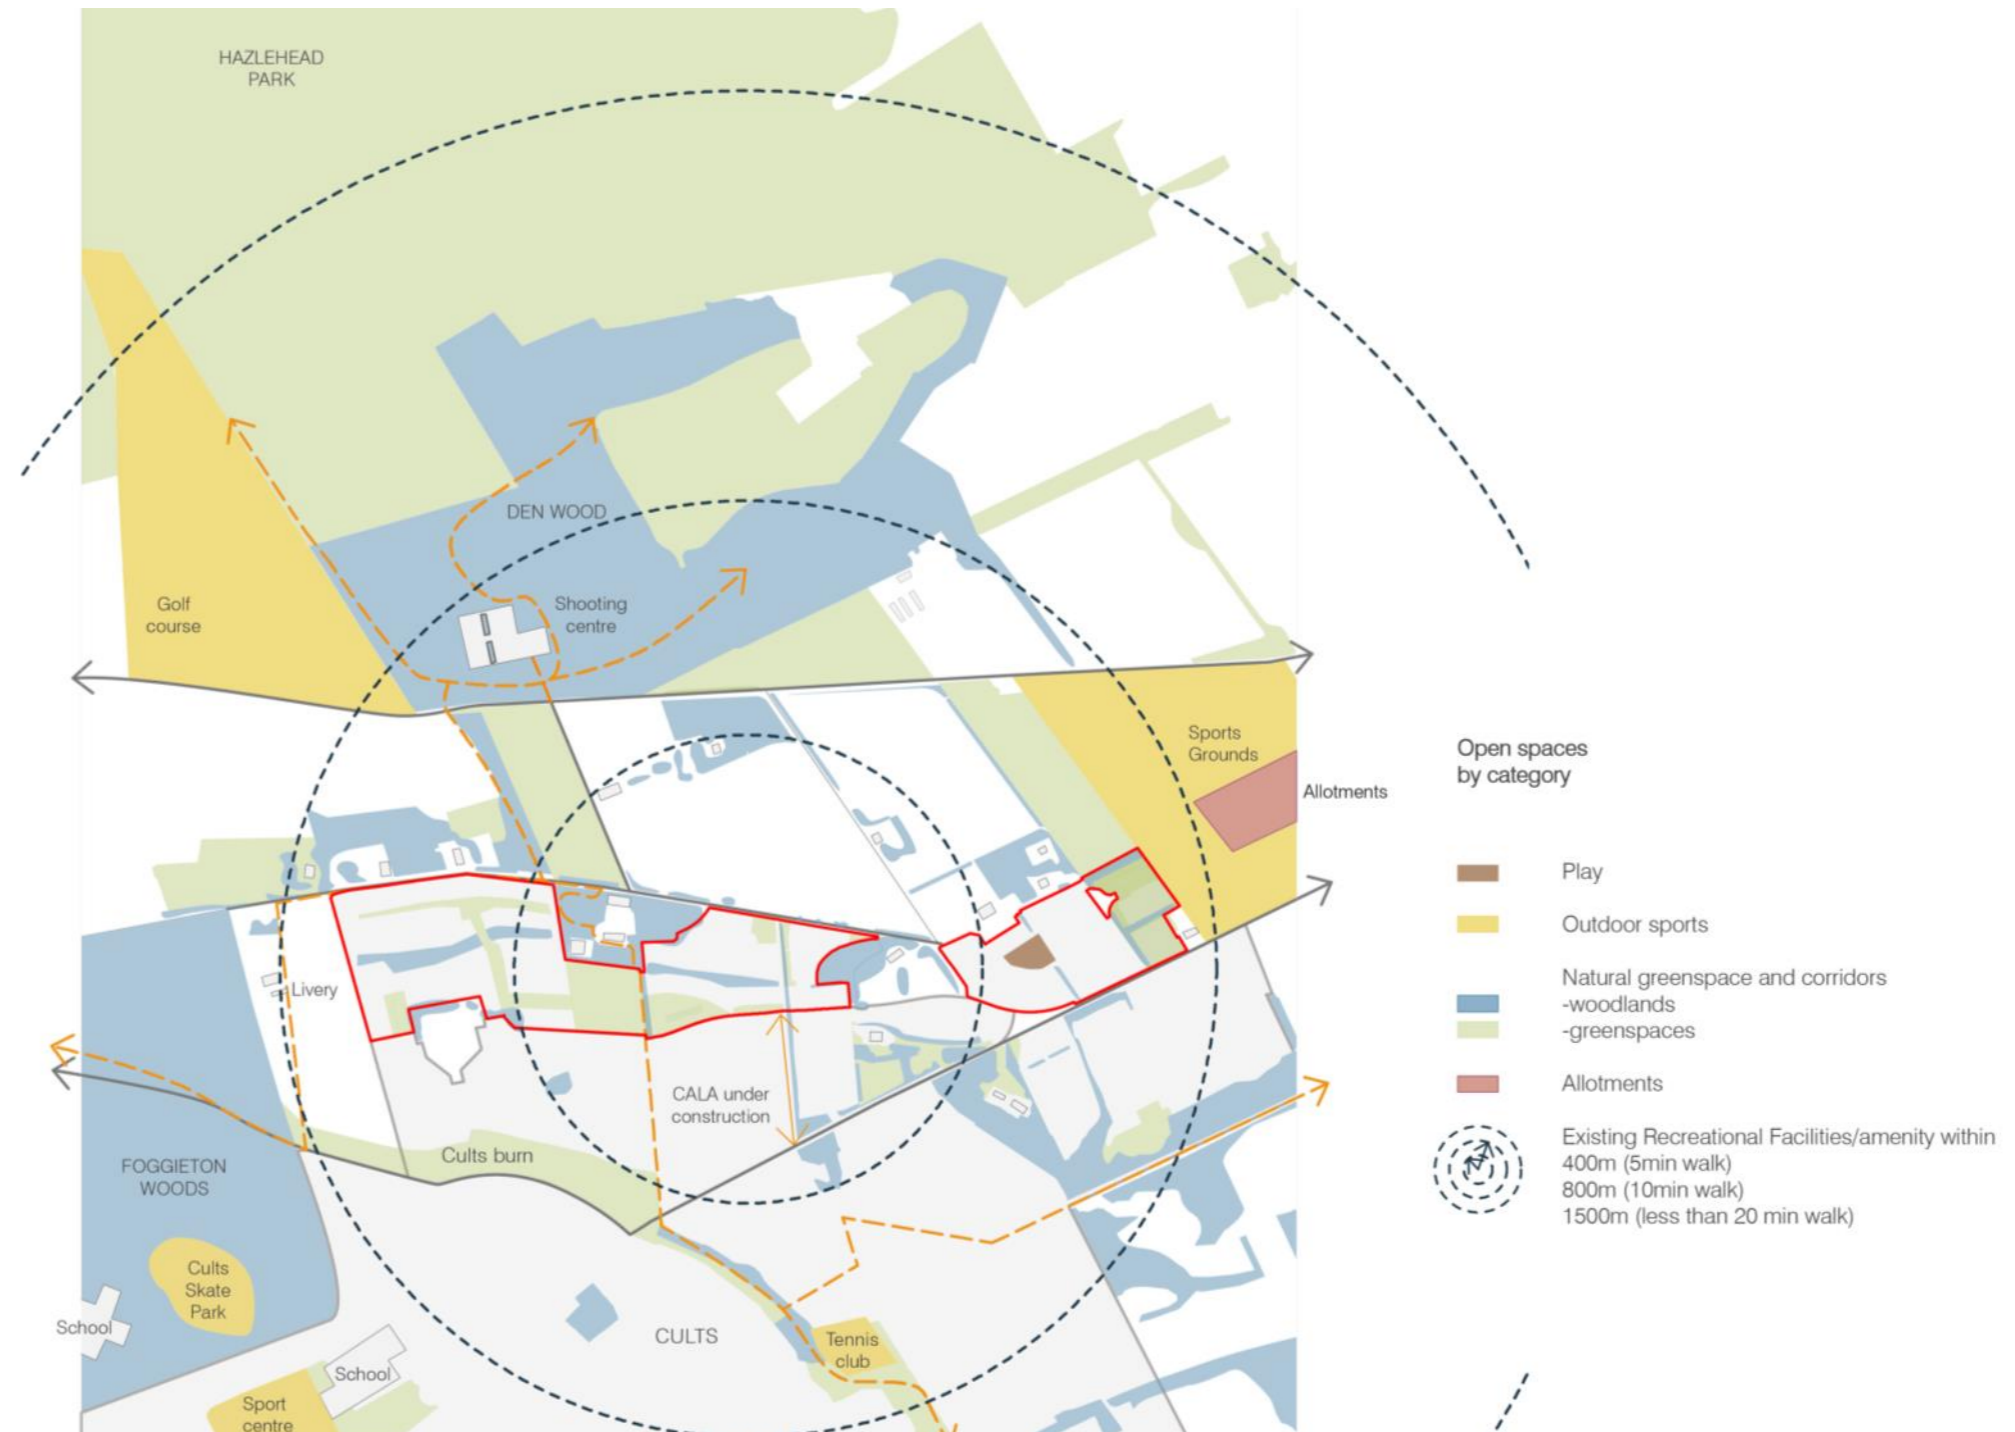 HAZLEHEAD
PARK
DEN WOOD
Golf
course
Shooting
centre
Sports
Grounds
Allotments
Livery
CALA under
construction
Cults burn
FOGGIETON
WOODS
Cults
Skate
Park
School
School
CULTS
Tennis
club
Sport
centre
Open spaces
by category
Play
Outdoor sports
Natural greenspace and corridors
-woodlands
-greenspaces
Allotments
Existing Recreational Facilities/amenity within
400m (5min walk)
800m (10min walk)
1500m (less than 20 min walk)